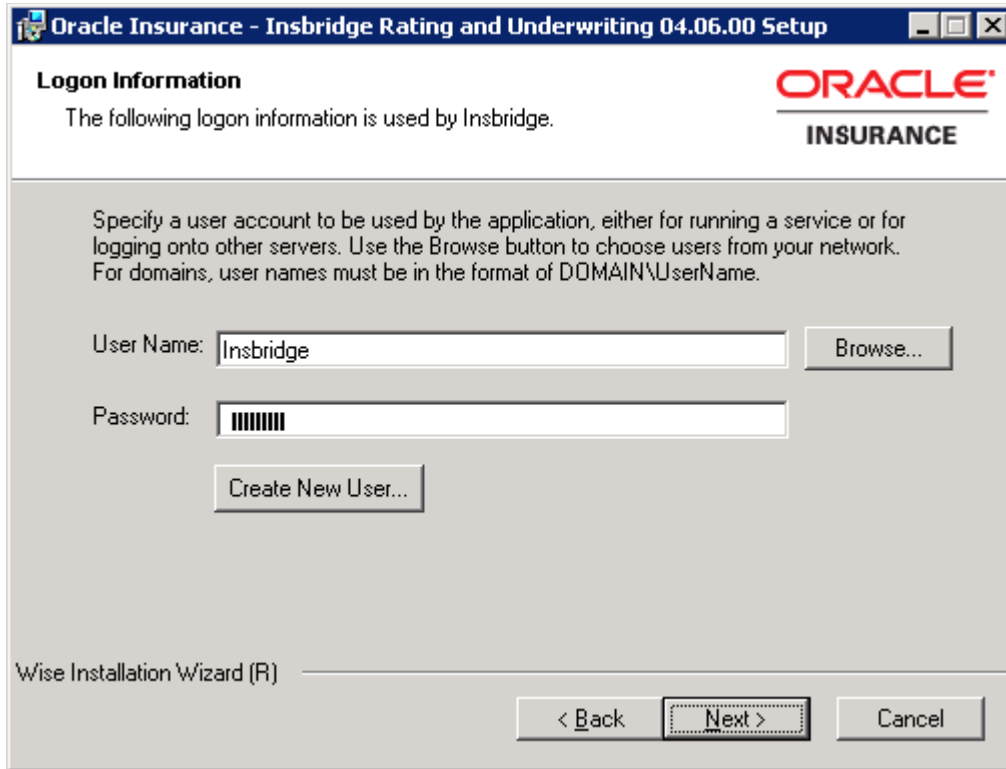 Oracle Insurance - Insbridge Rating and Underwriting 04.06.00 Setup
Logon Information
The following logon information is used by Insbridge.
ORACLE
INSURANCE
Specify a user account to be used by the application, either for running a service or for
logging onto other servers. Use the Browse button to choose users from your network.
For domains, user names must be in the format of DOMAIN\UserName.
User Name: Insbridge Browse...
Password:
Create New User...
Wise Installation Wizard (R)
< Back Next > Cancel